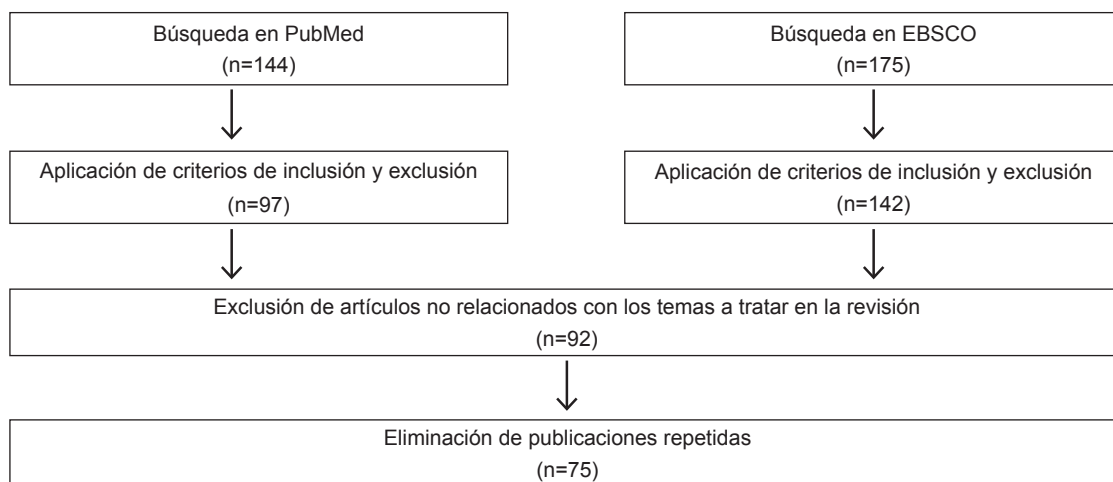 Búsqueda en PubMed
(n=144)
Búsqueda en EBSCO
(n=175)
Aplicación de criterios de inclusión y exclusión
(n=97)
Aplicación de criterios de inclusión y exclusión
(n=142)
Exclusión de artículos no relacionados con los temas a tratar en la revisión
(n=92)
Eliminación de publicaciones repetidas
(n=75)